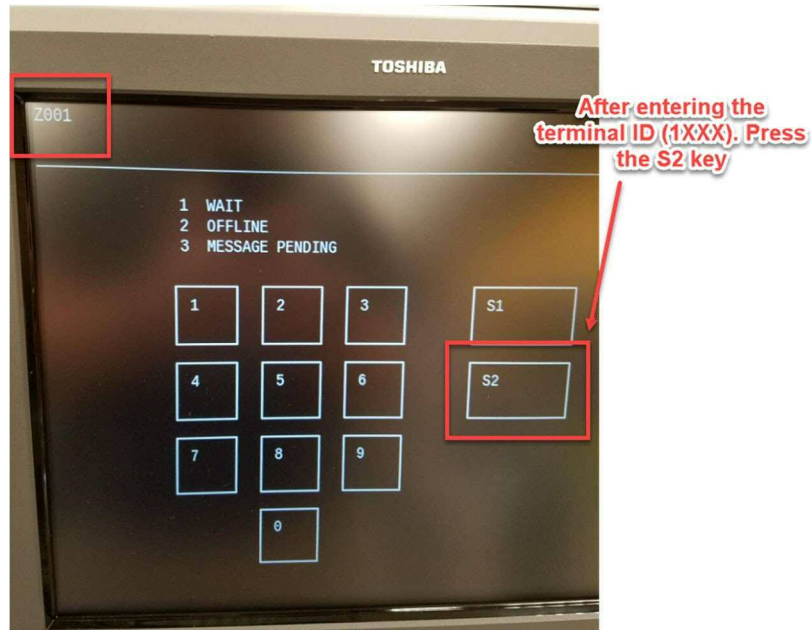 TOSHIBA
Z001
After entering the
terminal ID (1XXX). Press
the S2 key
1 WAIT
2 OFFLINE
3 MESSAGE PENDING
1 2 3 S1
4 5 6 S2
7 8 9
0